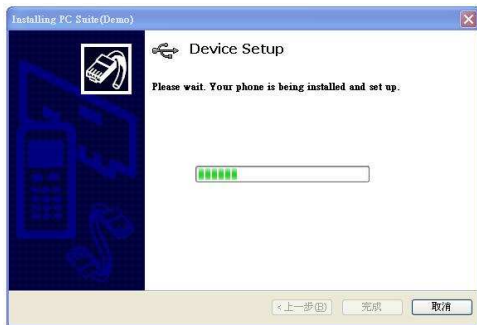 Installing PC Suite(Demo)
Device Setup
Please wait. Your phone is being installed and set up.
<上一步(B)
完成
取消